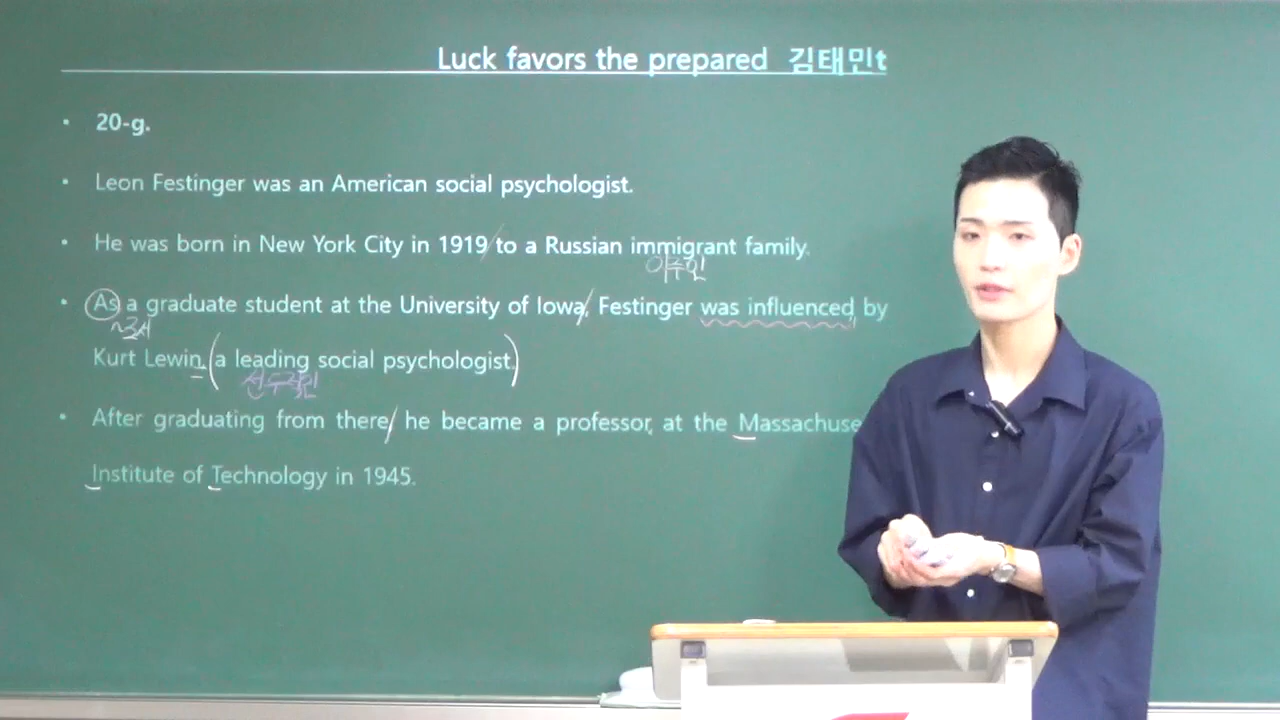 Luck favors the prepared 김태민t
• 20-g.
• Leon Festinger was an American social psychologist.
• He was born in New York City in 1919 / to a Russian immigrant family.
이주민
• As a graduate student at the University of Iowa, / Festinger was influenced by
~로서
Kurt Lewin, (a leading social psychologist.)
선두적인
• After graduating from there, / he became a professor at the Massachuse
Institute of Technology in 1945.